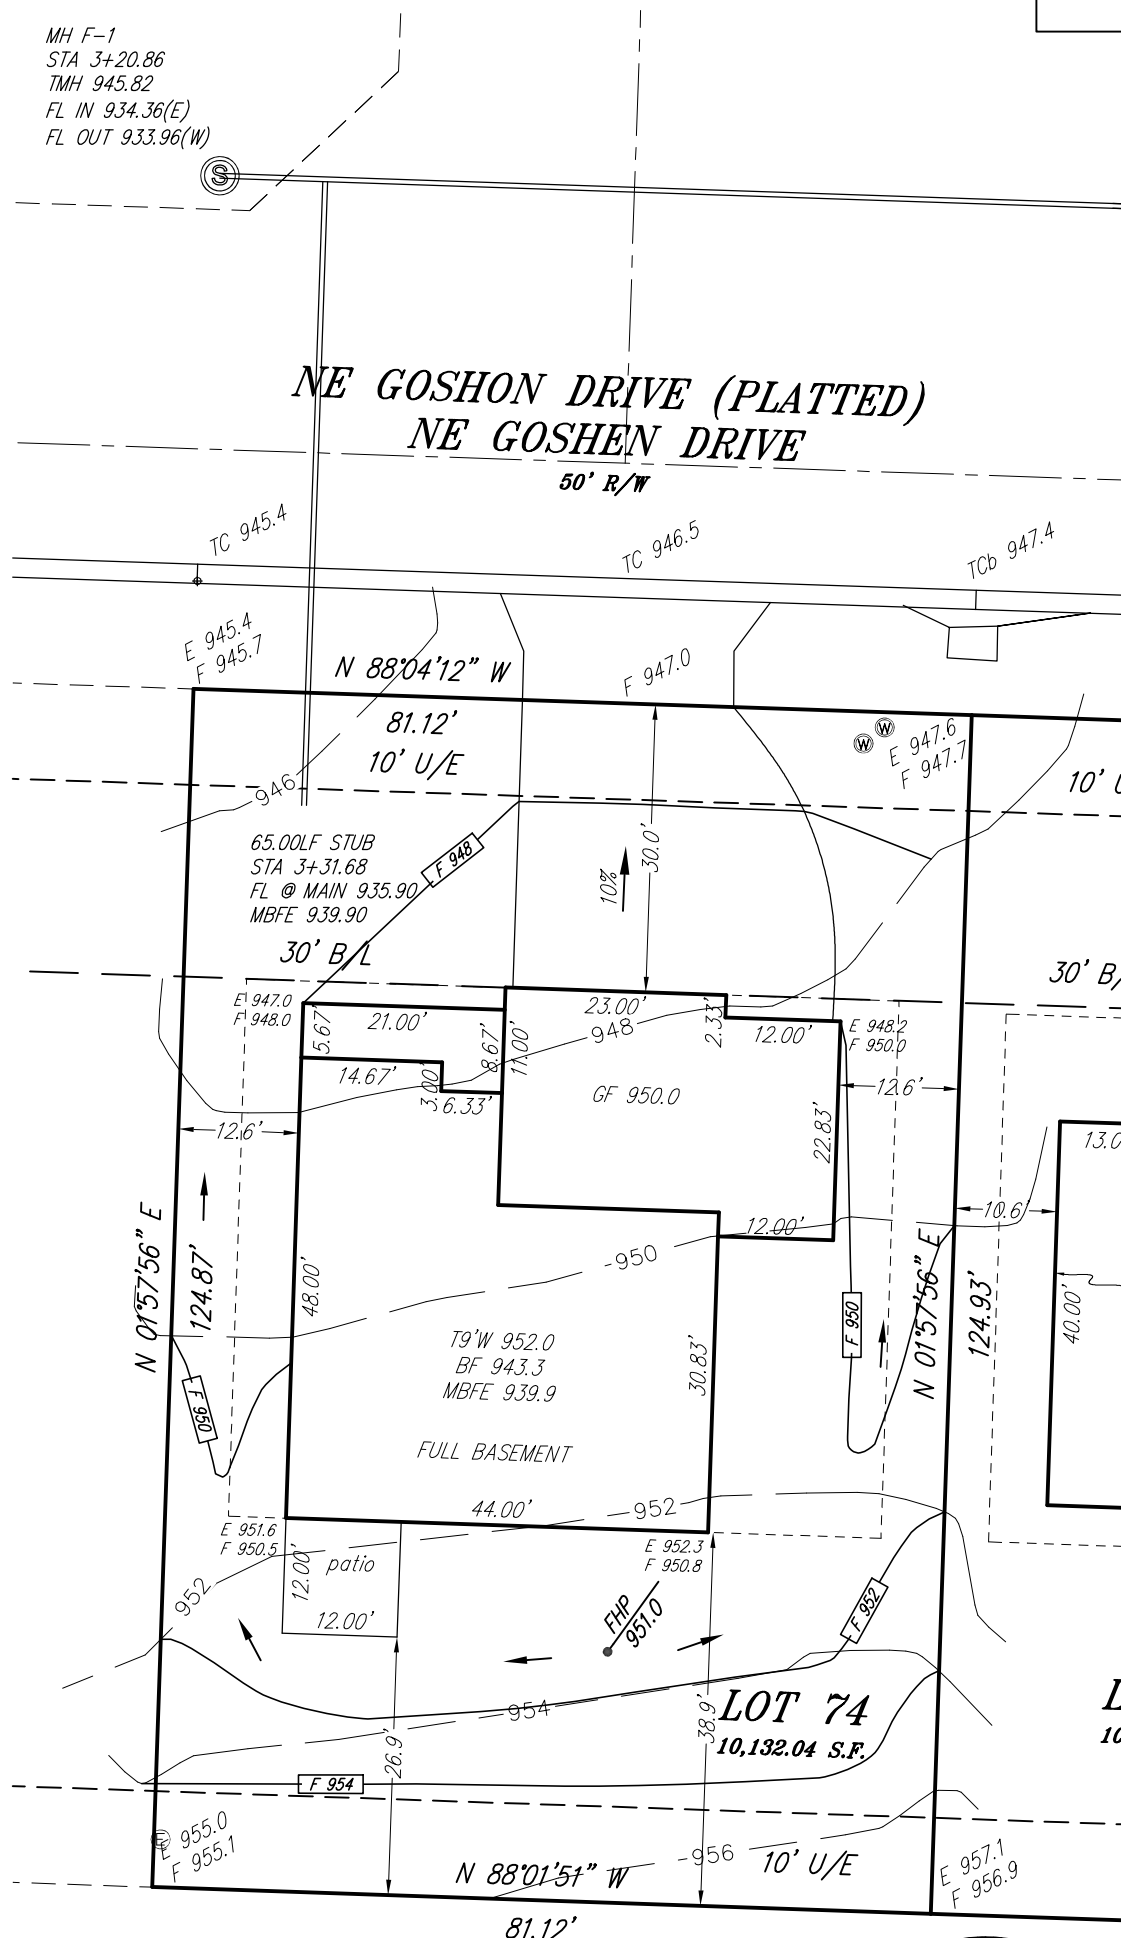 MH F-1
STA 3+20.86
TMH 945.82
FL IN 934.36(E)
FL OUT 933.96(W)
S
NE GOSHON DRIVE (PLATTED)
NE GOSHEN DRIVE
50' R/W
TC 945.4
TC 946.5
TCb 947.4
E 945.4
F 945.7
N 88°04'12" W
F 947.0
81.12'
10' U/E
W
W
E 947.6
F 947.7
946
65.00LF STUB
STA 3+31.68
FL @ MAIN 935.90
MBFE 939.90
F 948
10%
30.0'
30' B/L
30' B/
E 947.0
F 948.0
5.67'
21.00'
8.67'
11.00'
23.00'
948
2.33'
12.00'
E 948.2
F 950.0
14.67'
3.00'
6.33'
GF 950.0
12.6'
12.6'
22.83'
13.0
10.6'
N 01°57'56" E
124.87'
48.00'
950
12.00'
N 01°57'56" E
124.93'
40.00'
F 950
T9'W 952.0
BF 943.3
MBFE 939.9
30.83'
F 950
FULL BASEMENT
44.00'
952
E 951.6
F 950.5
12.00'
patio
E 952.3
F 950.8
952
12.00'
FHP
951.0
F 952
954
26.9'
38.9'
LOT 74
10,132.04 S.F.
L
10
F 954
E
E 955.0
F 955.1
956
10' U/E
N 88°01'51" W
E 957.1
F 956.9
81.12'